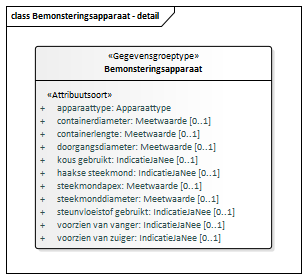 class Bemonsteringsapparaat - detail
«Gegevensgroeptype»
Bemonsteringsapparaat
«Attribuutsoort»
+ apparaattype: Apparaattype
+ containerdiameter: Meetwaarde [0..1]
+ containerlengte: Meetwaarde [0..1]
+ doorgangsdiameter: Meetwaarde [0..1]
+ kous gebruikt: IndicatieJaNee [0..1]
+ haakse steekmond: IndicatieJaNee [0..1]
+ steekmondapex: Meetwaarde [0..1]
+ steekmonddiameter: Meetwaarde [0..1]
+ steunvloeistof gebruikt: IndicatieJaNee [0..1]
+ voorzien van vanger: IndicatieJaNee [0..1]
+ voorzien van zuiger: IndicatieJaNee [0..1]